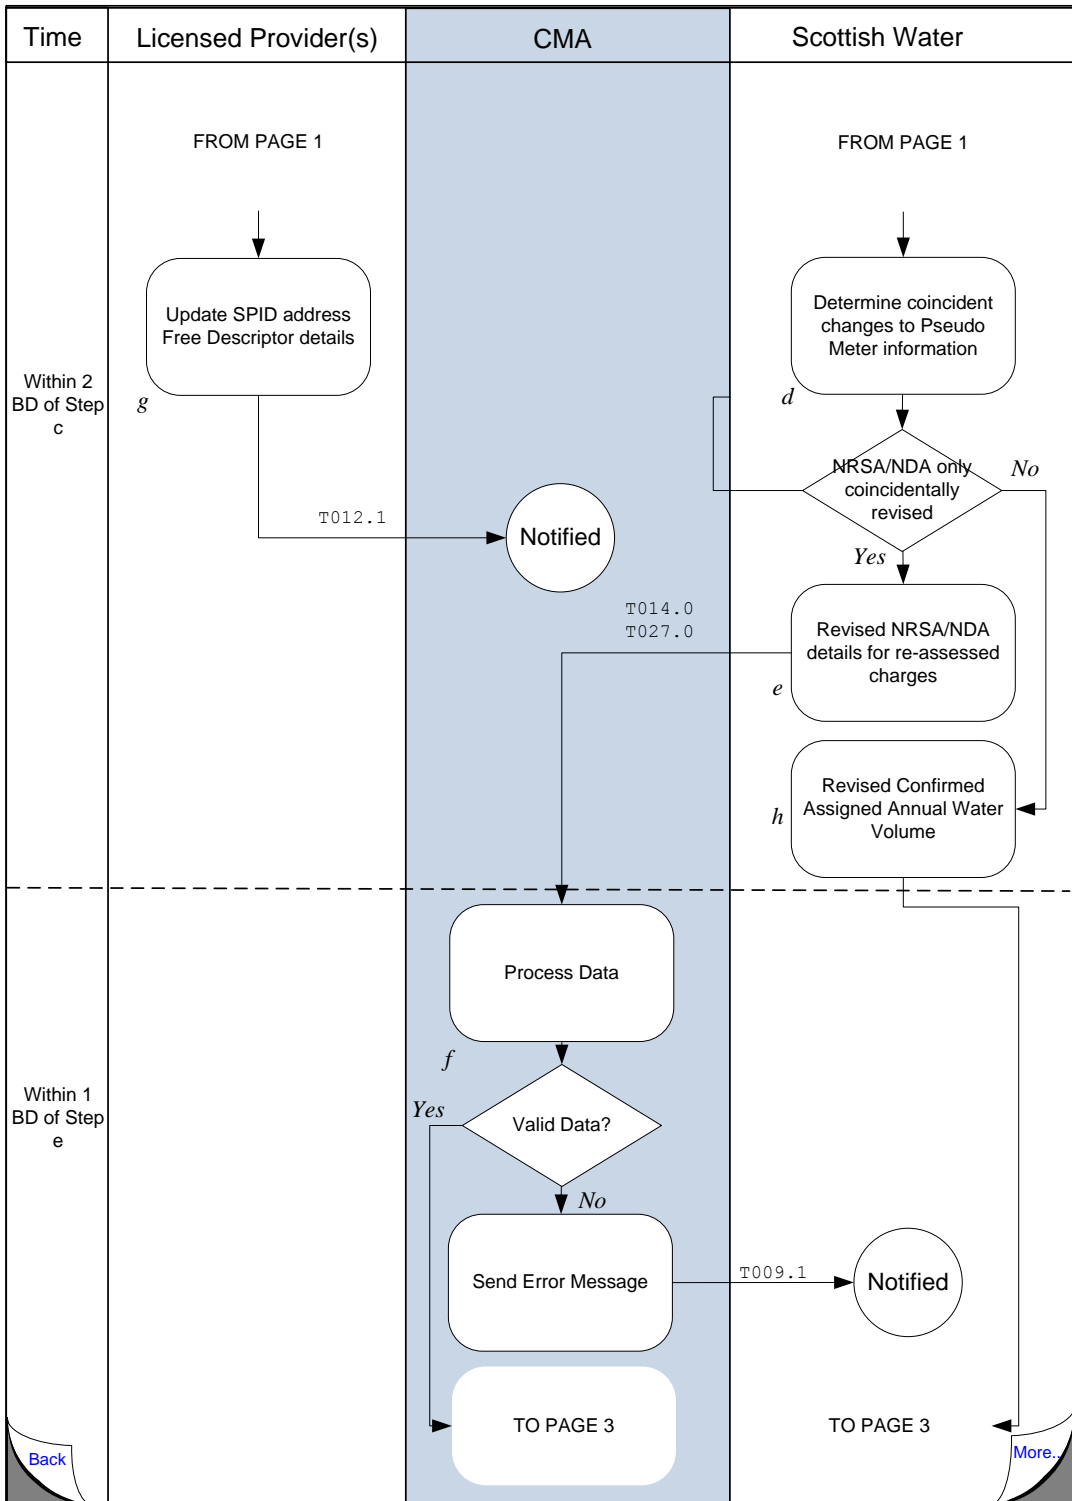 Time
Licensed Provider(s)
CMA
Scottish Water
FROM PAGE 1
FROM PAGE 1
Update SPID address
Free Descriptor details
g
Determine coincident
changes to Pseudo
Meter information
d
Within 2
BD of Step
c
NRSA/NDA only
coincidentally
revised
No
Yes
T012.1
Notified
T014.0
T027.0
Revised NRSA/NDA
details for re-assessed
charges
e
Revised Confirmed
Assigned Annual Water
Volume
h
Process Data
f
Within 1
BD of Step
e
Yes
Valid Data?
No
Send Error Message
T009.1
Notified
TO PAGE 3
TO PAGE 3
Back
More..